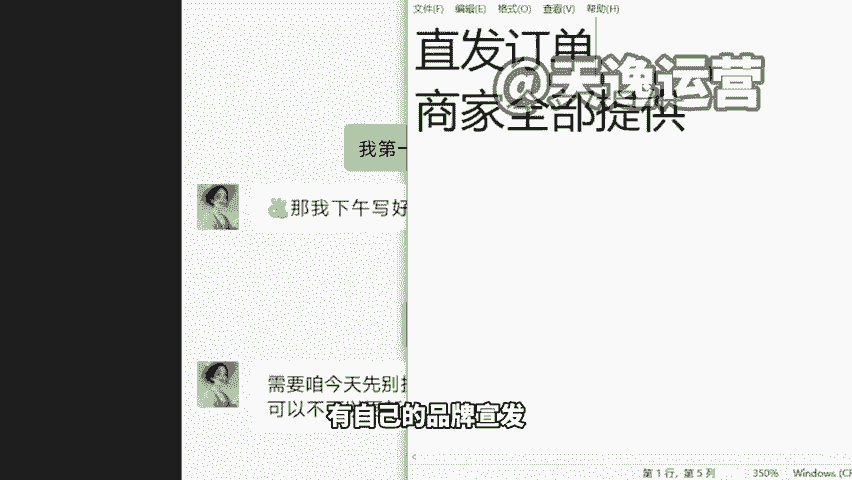 文件(F) 编辑(E) 格式(O) 查看(V) 帮助(H)
直发订单
@天逸运营
商家全部提供
我第一
那我下午写好
需要咱今天先别
可以不
有自己的品牌宣发
第 1 行，第 5 列 350% Windows (CR